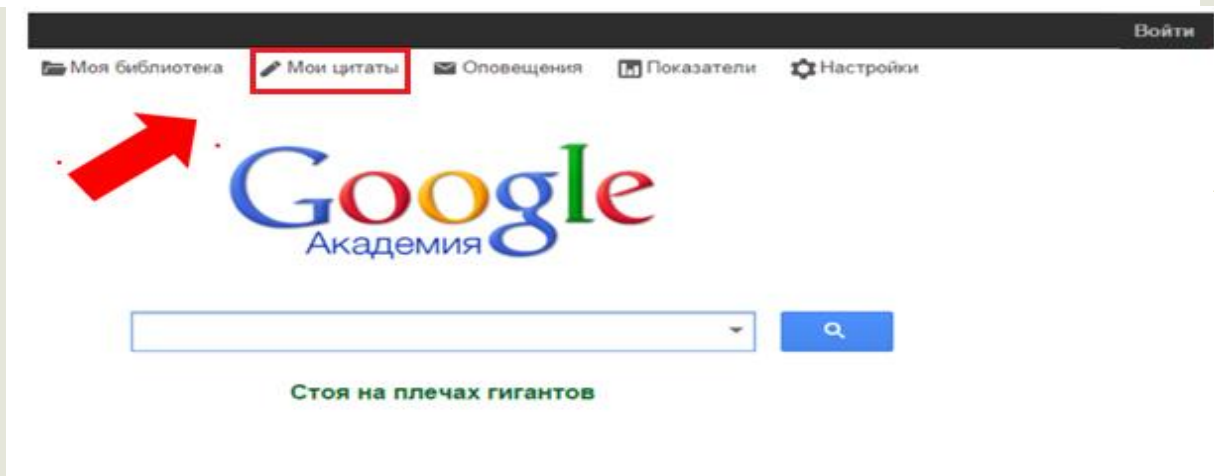 Войти
Моя библиотека Мои цитаты Оповещения Показатели Настройки
Google
Академия
Стоя на плечах гигантов